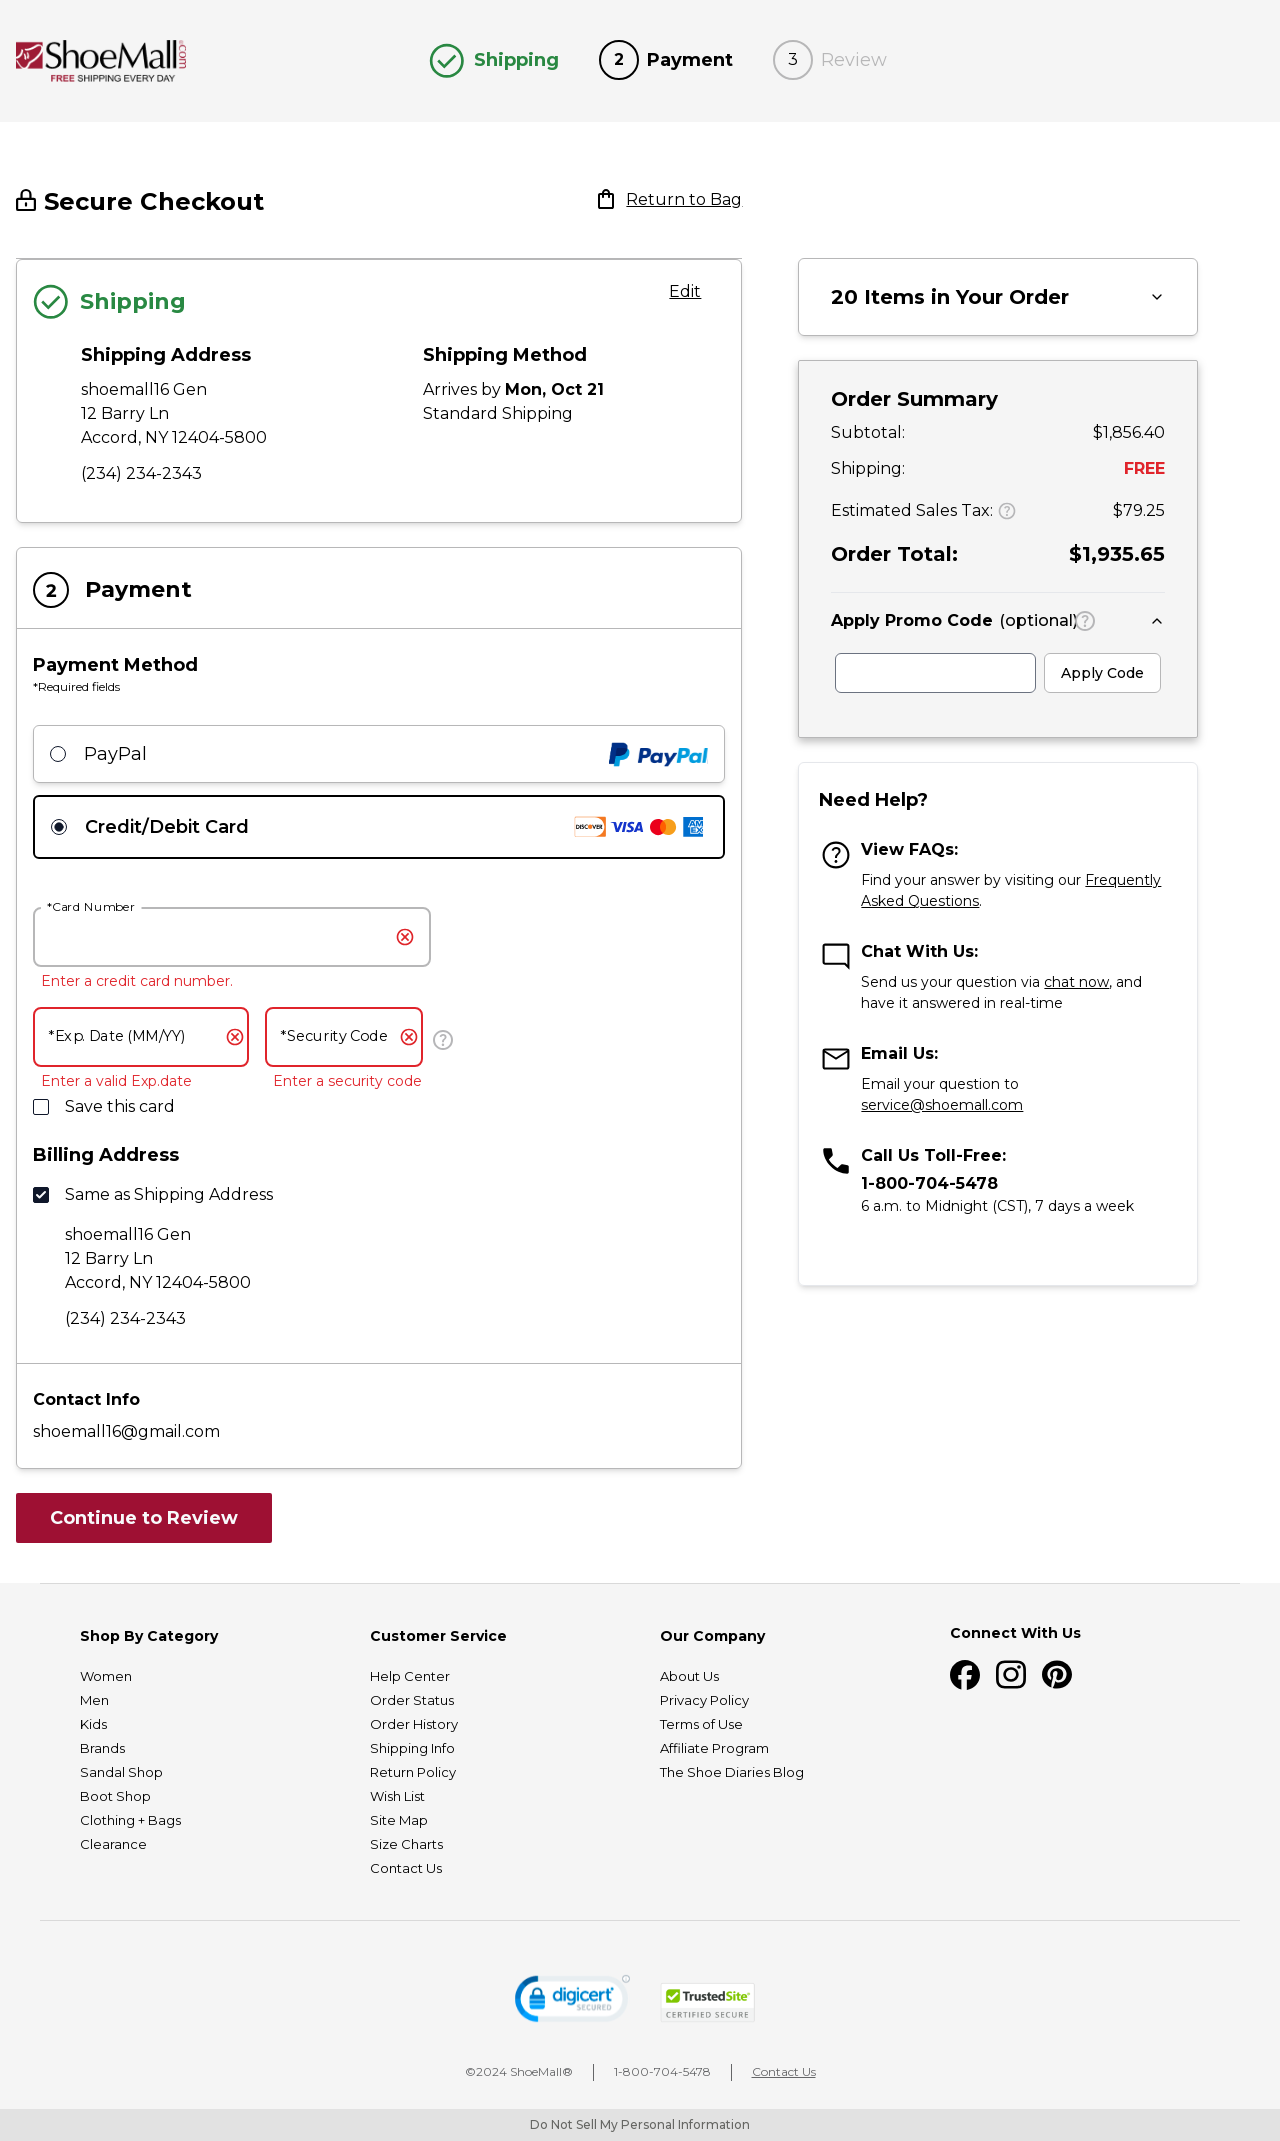 ShoeMall.com
FREE SHIPPING EVERY DAY
Shipping
2 Payment
3 Review
Secure Checkout
Return to Bag
Shipping
Edit
Shipping Address
shoemall16 Gen
12 Barry Ln
Accord, NY 12404-5800
(234) 234-2343
Shipping Method
Arrives by Mon, Oct 21
Standard Shipping
2 Payment
Payment Method
*Required fields
PayPal
PayPal
Credit/Debit Card
DISCOVER VISA AMEX
*Card Number
Enter a credit card number.
*Exp. Date (MM/YY)
*Security Code
?
Enter a valid Exp.date
Enter a security code
Save this card
Billing Address
Same as Shipping Address
shoemall16 Gen
12 Barry Ln
Accord, NY 12404-5800
(234) 234-2343
Contact Info
shoemall16@gmail.com
Continue to Review
20 Items in Your Order
Order Summary
Subtotal: $1,856.40
Shipping: FREE
Estimated Sales Tax: ? $79.25
Order Total: $1,935.65
Apply Promo Code (optional) ?
Apply Code
Need Help?
? View FAQs:
Find your answer by visiting our Frequently
Asked Questions.
Chat With Us:
Send us your question via chat now, and
have it answered in real-time
Email Us:
Email your question to
service@shoemall.com
Call Us Toll-Free:
1-800-704-5478
6 a.m. to Midnight (CST), 7 days a week
Shop By Category
Women
Men
Kids
Brands
Sandal Shop
Boot Shop
Clothing + Bags
Clearance
Customer Service
Help Center
Order Status
Order History
Shipping Info
Return Policy
Wish List
Site Map
Size Charts
Contact Us
Our Company
About Us
Privacy Policy
Terms of Use
Affiliate Program
The Shoe Diaries Blog
Connect With Us
digicert
SECURED
TrustedSite
CERTIFIED SECURE
©2024 ShoeMall®
1-800-704-5478
Contact Us
Do Not Sell My Personal Information